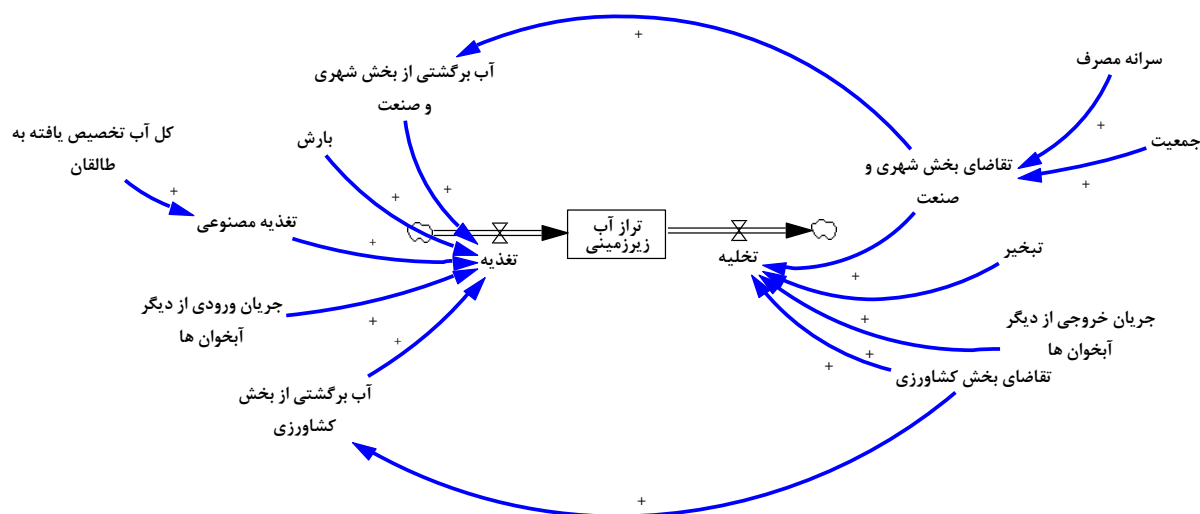 +
سرانه مصرف
آب برگشتی از بخش شهری
و صنعت
+
کل آب تخصیص یافته به
طالقان
بارش
جمعیت
تقاضای بخش شهری و
صنعت
+
+
+
+
+
تغذیه مصنوعی
تراز آب
زیرزمینی
+
تغذیه
تخلیه
تبخیر
+
جریان ورودی از دیگر
آبخوان ها
+
+
جریان خروجی از دیگر
آبخوان ها
+
+
+
تقاضای بخش کشاورزی
آب برگشتی از بخش
کشاورزی
+